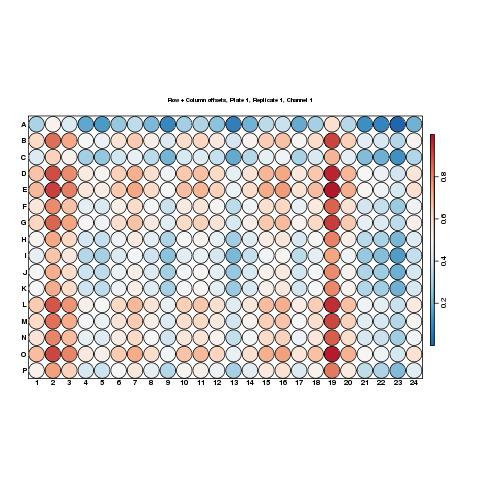 Row + Column offsets, Plate 1, Replicate 1, Channel 1
A
B
C
D
E
F
G
H
I
J
K
L
M
N
O
P
1 2 3 4 5 6 7 8 9 10 11 12 13 14 15 16 17 18 19 20 21 22 23 24
0.8
0.6
0.4
0.2